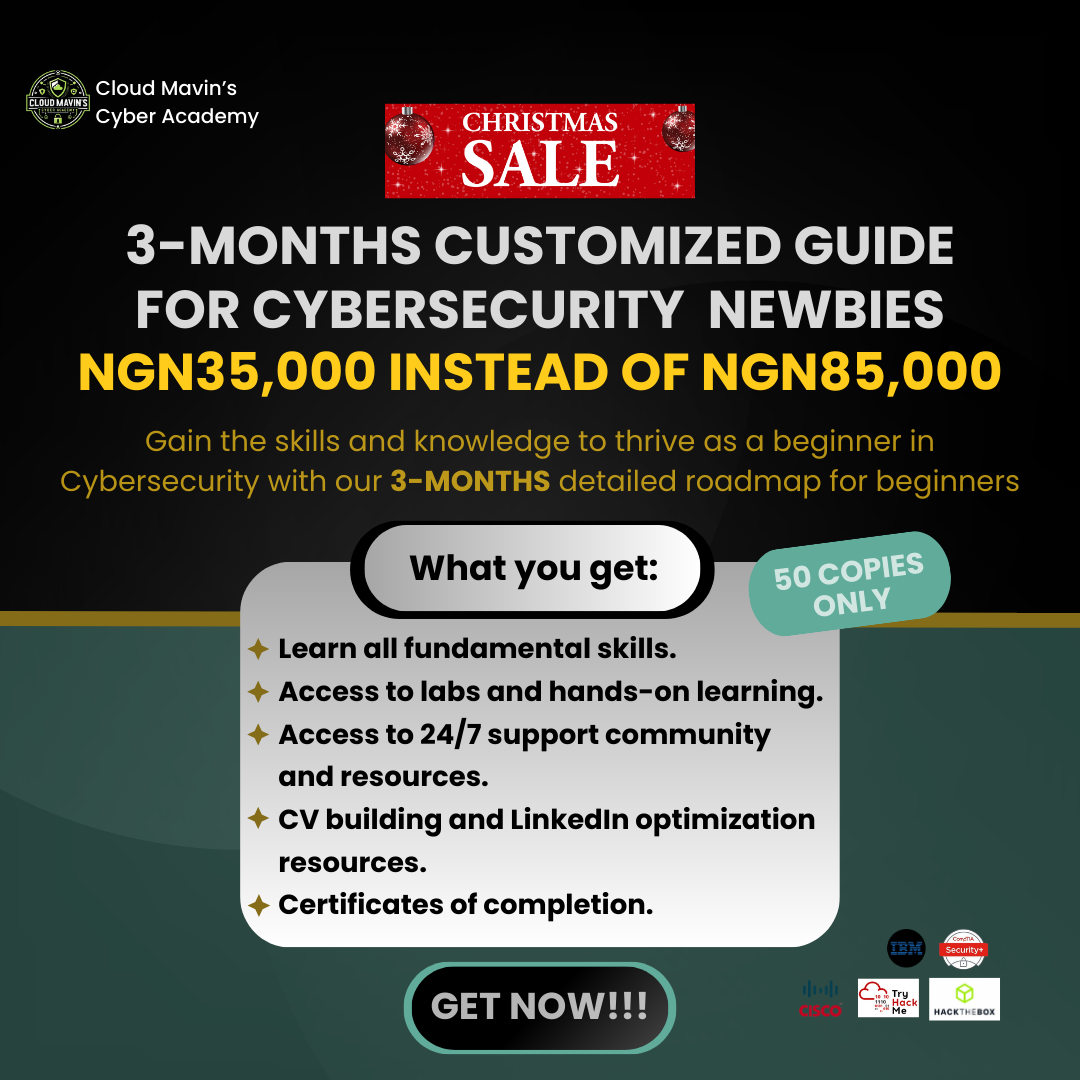 Cloud Mavin's
Cyber Academy
CLOUD MAVIN'S
CYBER ACADEMY
CHRISTMAS
SALE
3-MONTHS CUSTOMIZED GUIDE
FOR CYBERSECURITY NEWBIES
NGN35,000 INSTEAD OF NGN85,000
Gain the skills and knowledge to thrive as a beginner in
Cybersecurity with our 3-MONTHS detailed roadmap for beginners
What you get:
50 COPIES
ONLY
Learn all fundamental skills.
Access to labs and hands-on learning.
Access to 24/7 support community
and resources.
CV building and LinkedIn optimization
resources.
Certificates of completion.
GET NOW!!!
IBM
CompTIA
Security+
CISCO
Try
Hack
Me
HACKTHEBOX